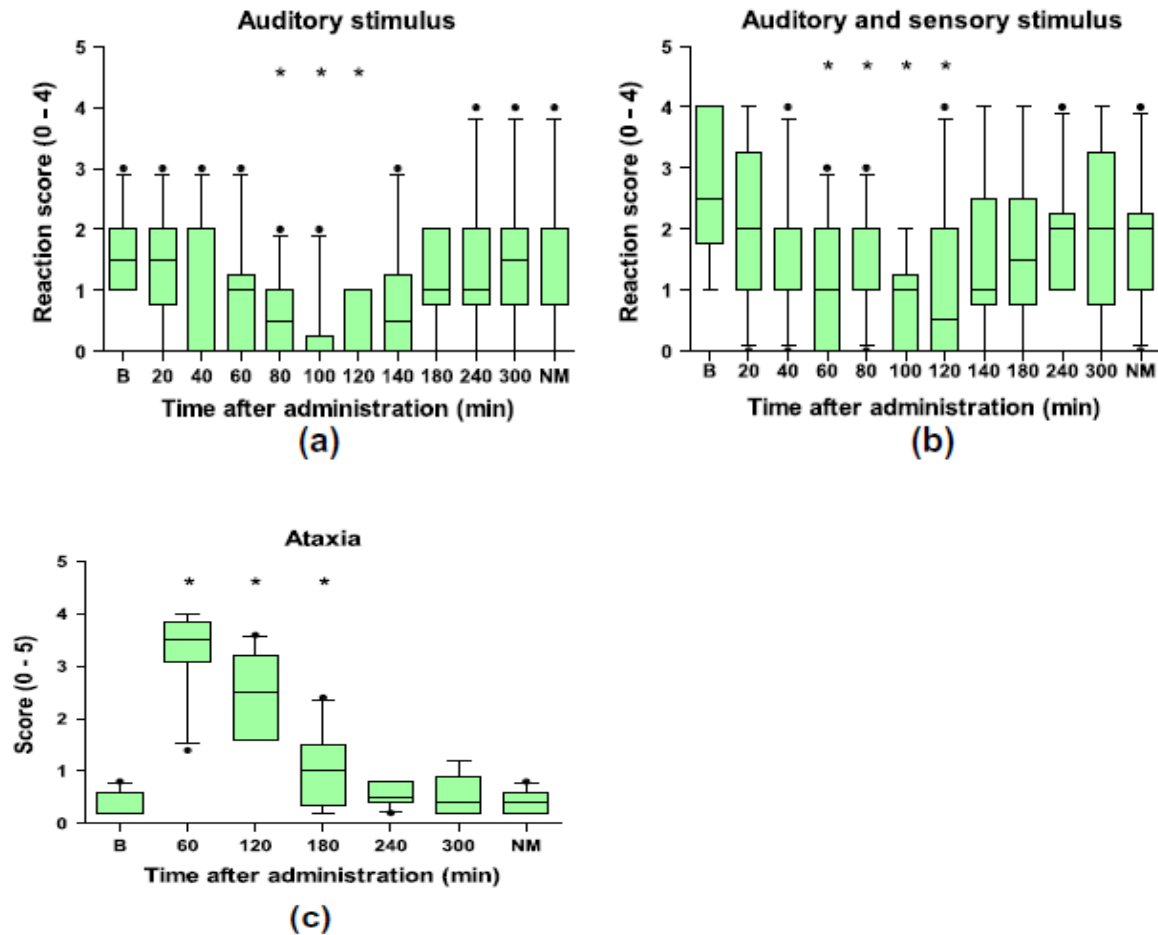 Auditory stimulus
Reaction score (0 – 4)
5
4
3
2
1
0
* * *
B 20 40 60 80 100 120 140 180 240 300 NM
Time after administration (min)
(a)
Auditory and sensory stimulus
Reaction score (0 – 4)
5
4
3
2
1
0
* * * *
B 20 40 60 80 100 120 140 180 240 300 NM
Time after administration (min)
(b)
Ataxia
Score (0 - 5)
5
4
3
2
1
0
* * *
B 60 120 180 240 300 NM
Time after administration (min)
(c)